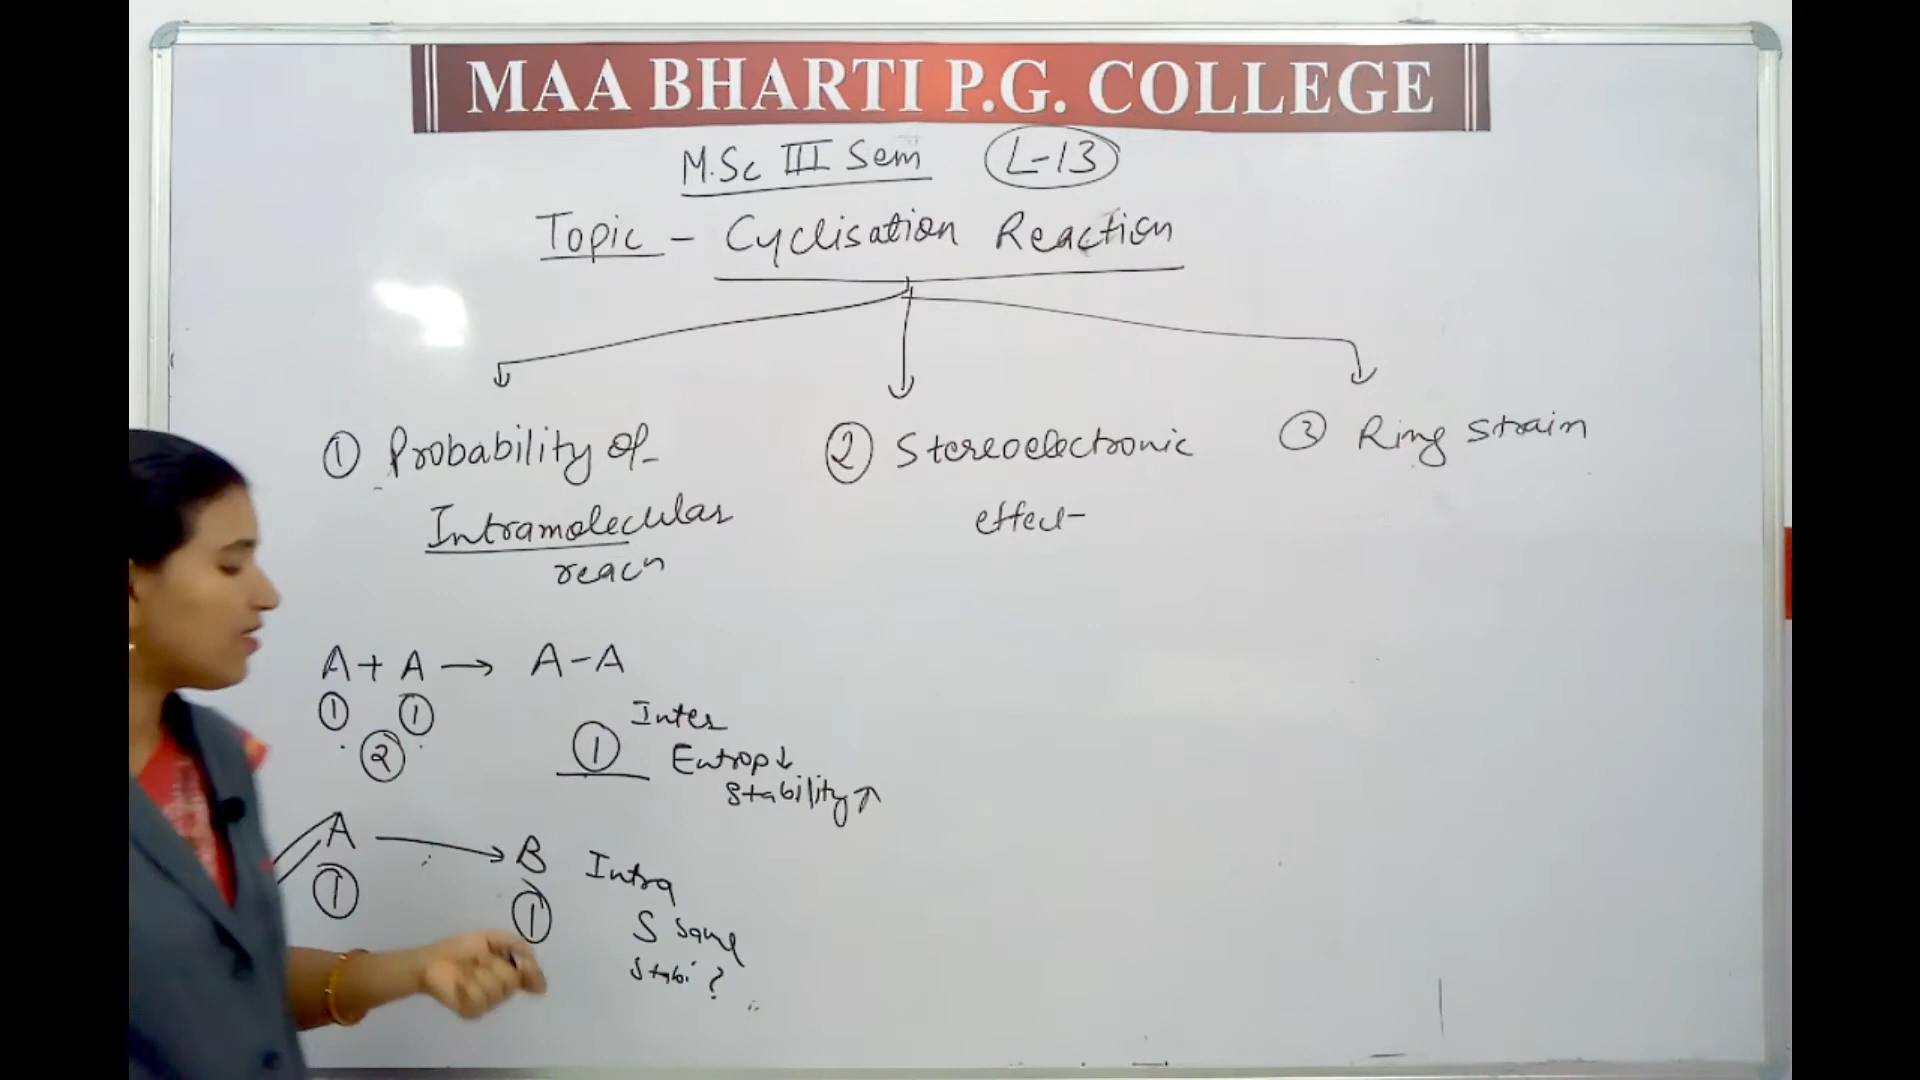 MAA BHARTI P.G. COLLEGE
M.Sc III Sem L-13
Topic - Cyclisation Reaction
① Probability of
Intramolecular
reacn
② Stereoelectronic
effect
③ Ring strain
A + A → A-A
① ①
②
① Inter
Entrop↓
Stability↑
A → B Intra
① ①
S same
Stabi ?